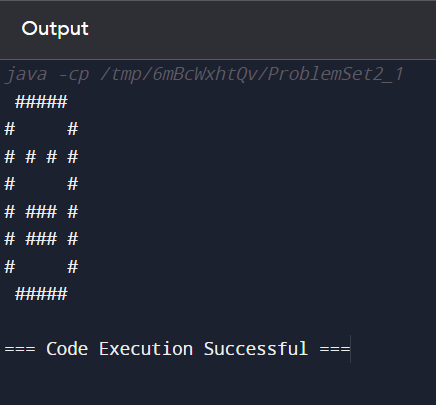 Output
java -cp /tmp/6mBcWxhtQv/ProblemSet2_1
 #####
#     #
# # # #
#     #
# ### #
# ### #
#     #
 #####
=== Code Execution Successful ===